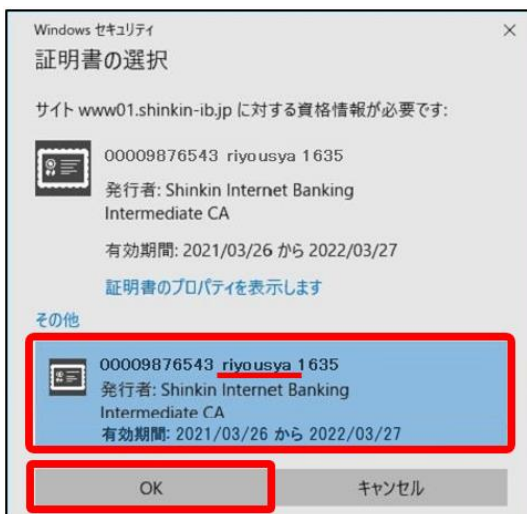 Windows セキュリティ
証明書の選択
サイト www01.shinkin-ib.jp に対する資格情報が必要です:
00009876543 riyousya 1635
発行者: Shinkin Internet Banking
Intermediate CA
有効期間: 2021/03/26 から 2022/03/27
証明書のプロパティを表示します
その他
00009876543 riyousya 1635
発行者: Shinkin Internet Banking
Intermediate CA
有効期間: 2021/03/26 から 2022/03/27
OK
キャンセル